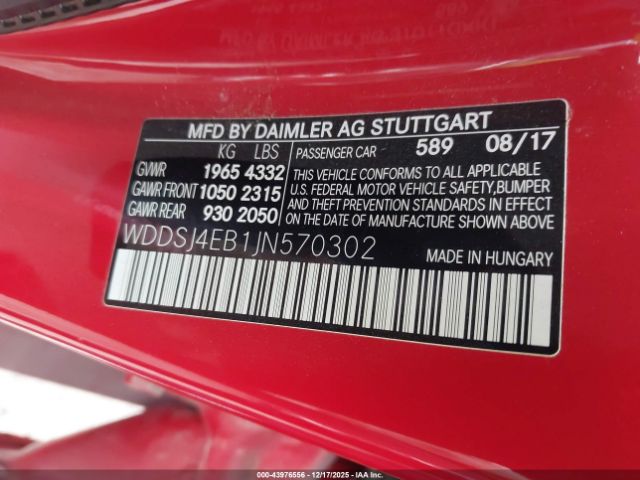 MFD BY DAIMLER AG STUTTGART
KG LBS
GVWR 1965 4332
GAWR FRONT 1050 2315
GAWR REAR 930 2050
PASSENGER CAR 589 08/17
THIS VEHICLE CONFORMS TO ALL APPLICABLE
U.S. FEDERAL MOTOR VEHICLE SAFETY,BUMPER
AND THEFT PREVENTION STANDARDS IN EFFECT
ON THE DATE OF MANUFACTURE SHOWN ABOVE.
WDDSJ4EB1JN570302
MADE IN HUNGARY
000-43976556 - 12/17/2025 - © IAA, Inc.